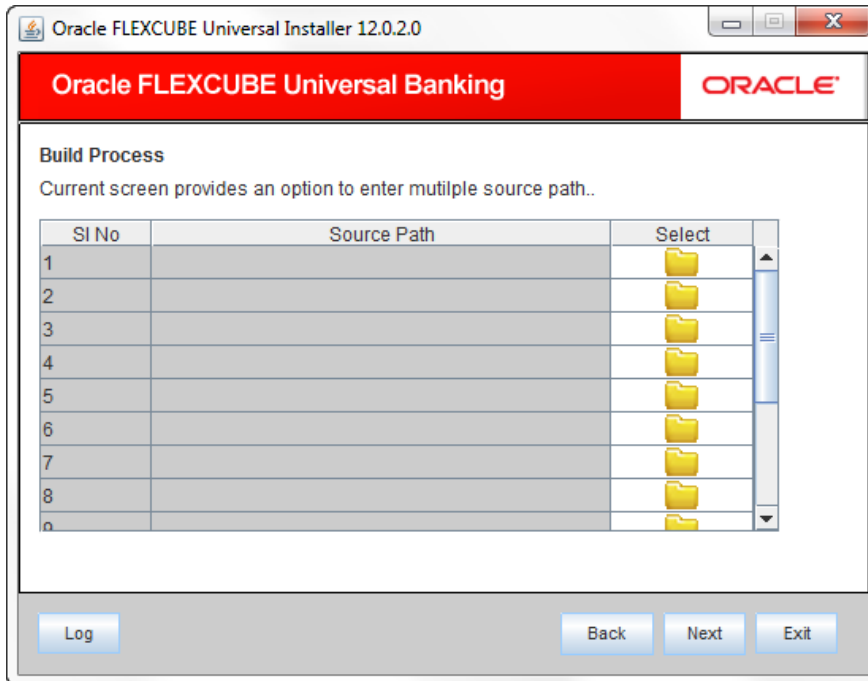 Oracle FLEXCUBE Universal Installer 12.0.2.0
Oracle FLEXCUBE Universal Banking
ORACLE®
Build Process
Current screen provides an option to enter mutilple source path..
SI No Source Path Select
1
2
3
4
5
6
7
8
9
Log Back Next Exit